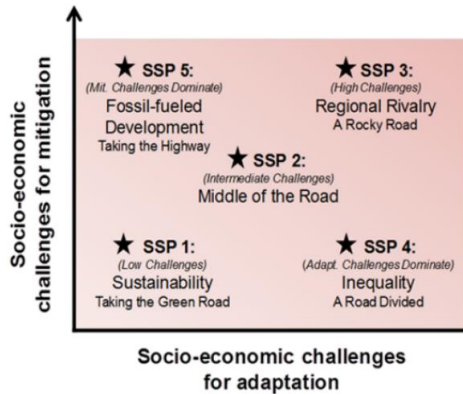 Socio-economic
challenges for mitigation
★ SSP 5:
(Mit. Challenges Dominate)
Fossil-fueled
Development
Taking the Highway
★ SSP 3:
(High Challenges)
Regional Rivalry
A Rocky Road
★ SSP 2:
(Intermediate Challenges)
Middle of the Road
★ SSP 1:
(Low Challenges)
Sustainability
Taking the Green Road
★ SSP 4:
(Adapt. Challenges Dominate)
Inequality
A Road Divided
Socio-economic challenges
for adaptation